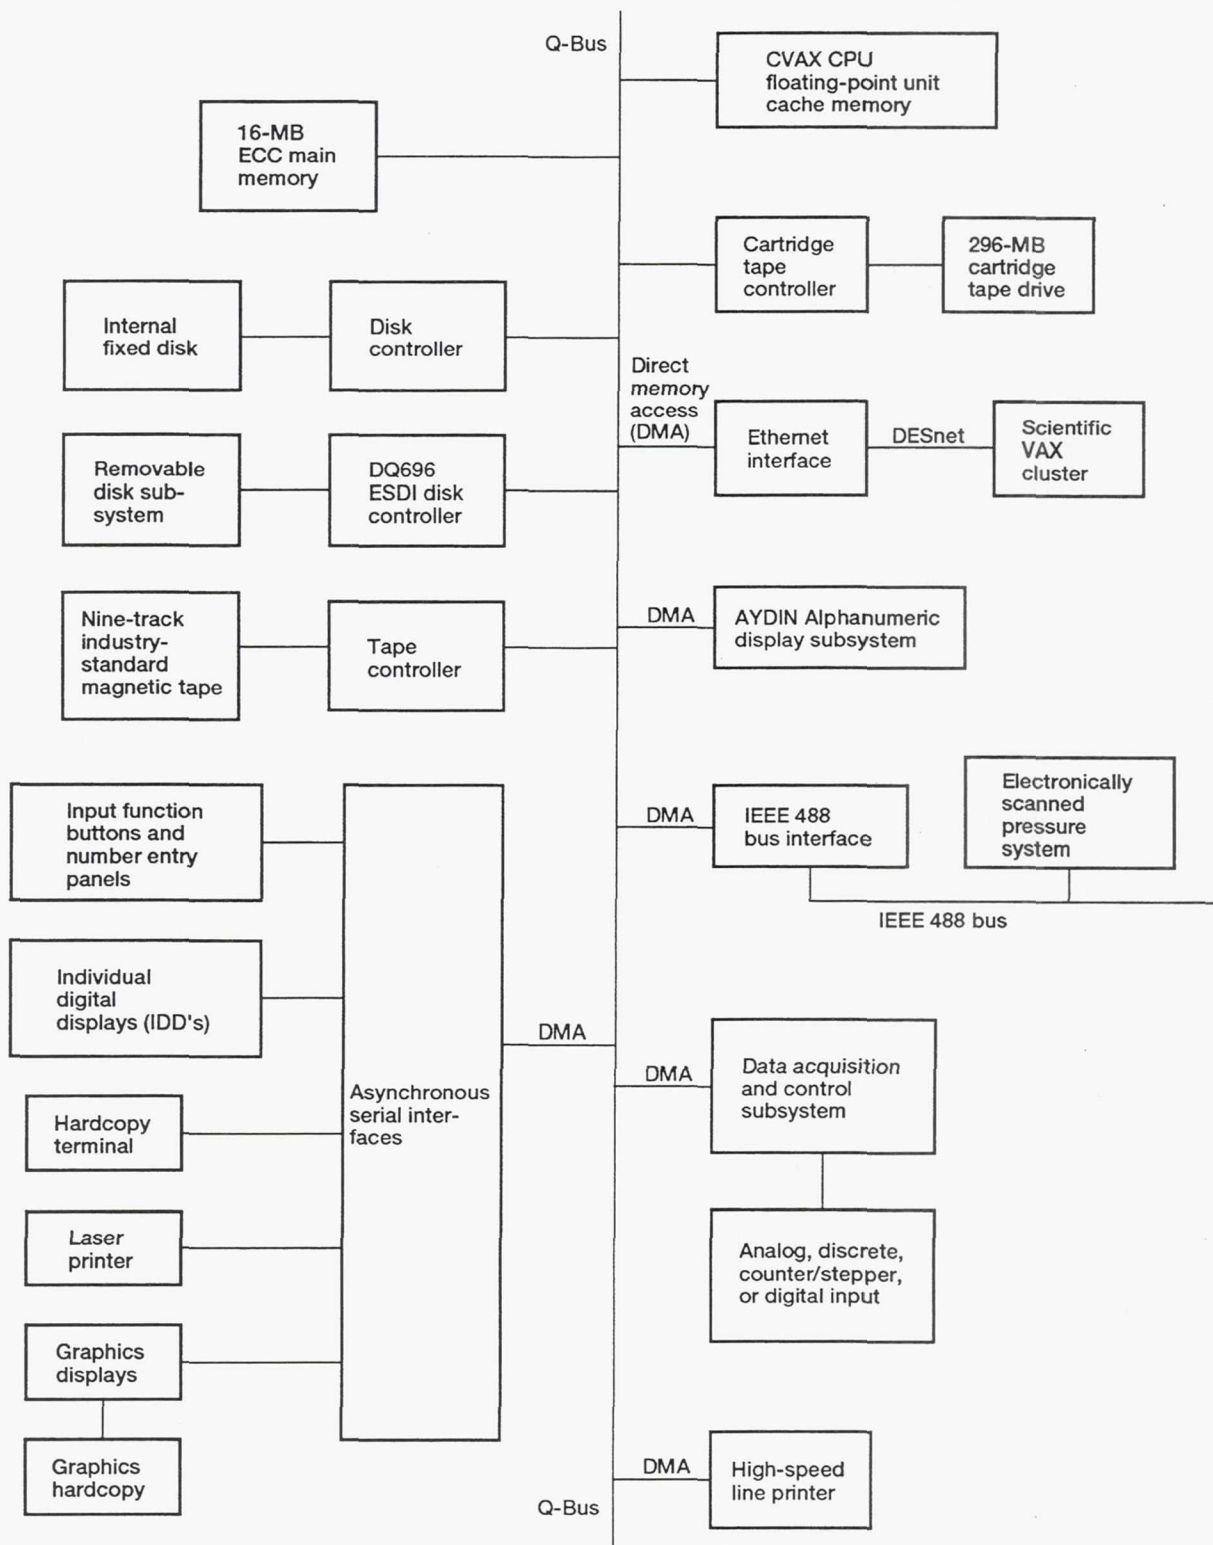 Q-Bus
CVAX CPU
floating-point unit
cache memory
16-MB
ECC main
memory
Cartridge
tape
controller
296-MB
cartridge
tape drive
Internal
fixed disk
Disk
controller
Direct
memory
access
(DMA)
Ethernet
interface
DESnet
Scientific
VAX
cluster
Removable
disk sub-
system
DQ696
ESDI disk
controller
Nine-track
industry-
standard
magnetic tape
Tape
controller
DMA
AYDIN Alphanumeric
display subsystem
Input function
buttons and
number entry
panels
DMA
IEEE 488
bus interface
Electronically
scanned
pressure
system
IEEE 488 bus
Individual
digital
displays (IDD's)
Asynchronous
serial inter-
faces
DMA
DMA
Data acquisition
and control
subsystem
Hardcopy
terminal
Laser
printer
Analog, discrete,
counter/stepper,
or digital input
Graphics
displays
Graphics
hardcopy
DMA
High-speed
line printer
Q-Bus